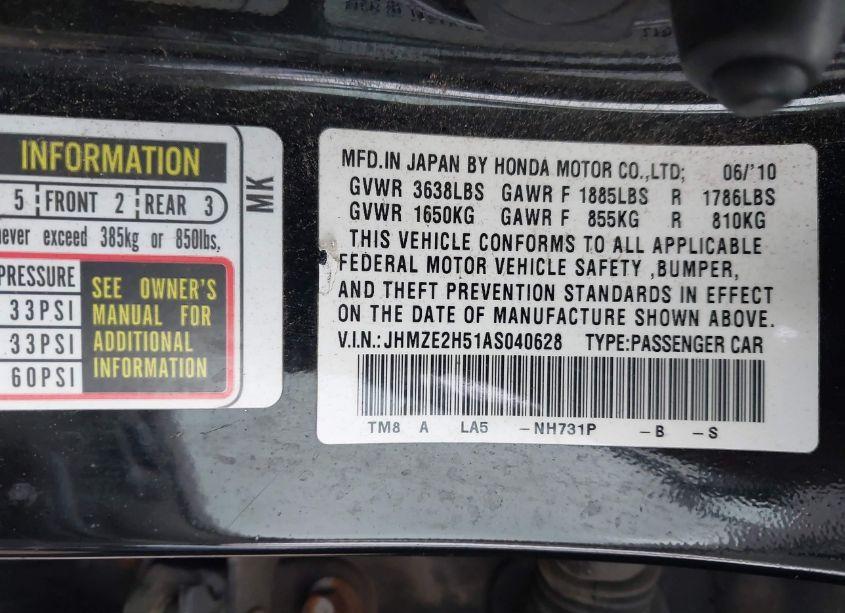 INFORMATION
5 FRONT 2 REAR 3
never exceed 385kg or 850lbs.
PRESSURE
33PSI
33PSI
60PSI
SEE OWNER'S
MANUAL FOR
ADDITIONAL
INFORMATION
MK
MFD.IN JAPAN BY HONDA MOTOR CO.,LTD; 06/'10
GVWR 3638LBS GAWR F 1885LBS R 1786LBS
GVWR 1650KG GAWR F 855KG R 810KG
THIS VEHICLE CONFORMS TO ALL APPLICABLE
FEDERAL MOTOR VEHICLE SAFETY ,BUMPER,
AND THEFT PREVENTION STANDARDS IN EFFECT
ON THE DATE OF MANUFACTURE SHOWN ABOVE.
V.I.N.:JHMZE2H51AS040628 TYPE:PASSENGER CAR
TM8 A LA5 -NH731P -B -S